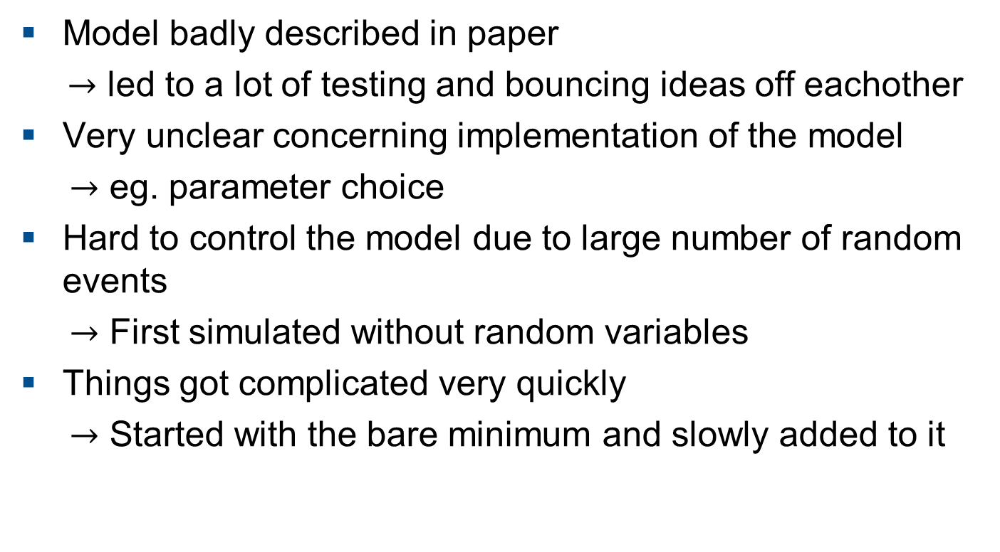 ▪ Model badly described in paper
→ led to a lot of testing and bouncing ideas off eachother
▪ Very unclear concerning implementation of the model
→ eg. parameter choice
▪ Hard to control the model due to large number of random
events
→ First simulated without random variables
▪ Things got complicated very quickly
→ Started with the bare minimum and slowly added to it